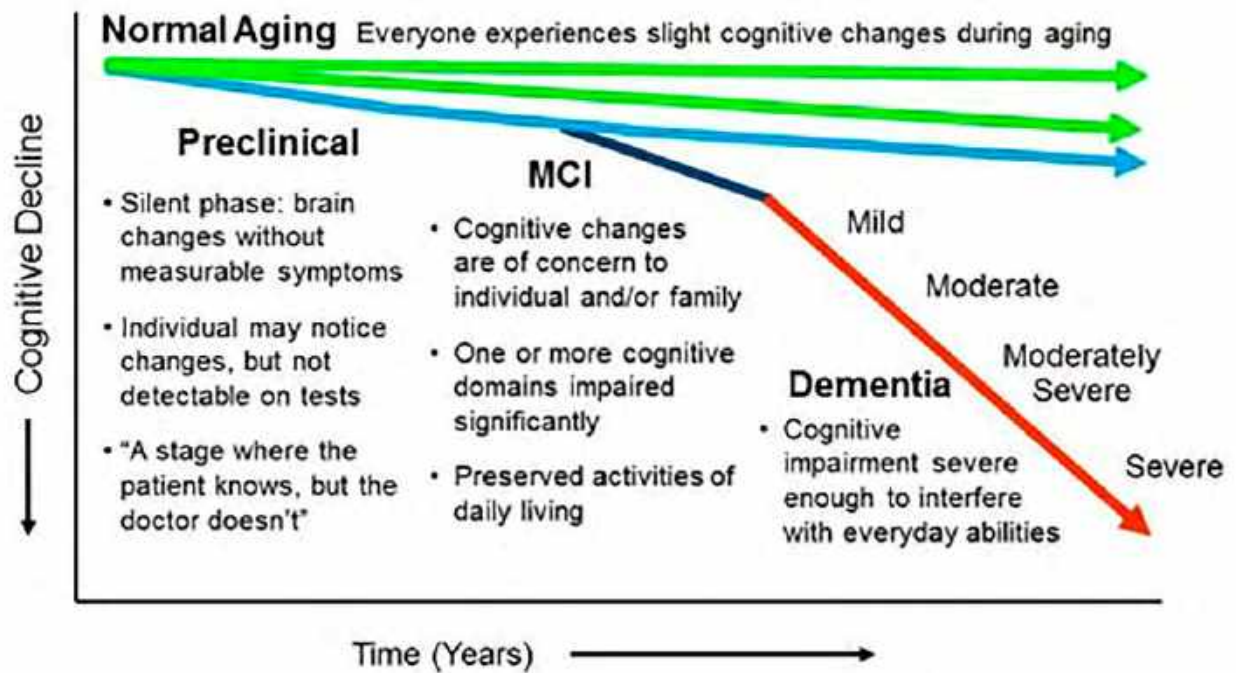 Normal Aging Everyone experiences slight cognitive changes during aging
Preclinical
• Silent phase: brain
changes without
measurable symptoms
• Individual may notice
changes, but not
detectable on tests
• "A stage where the
patient knows, but the
doctor doesn't"
MCI
• Cognitive changes
are of concern to
individual and/or family
• One or more cognitive
domains impaired
significantly
• Preserved activities of
daily living
Mild
Moderate
Moderately
Severe
Severe
Dementia
• Cognitive
impairment severe
enough to interfere
with everyday abilities
Cognitive Decline
Time (Years)